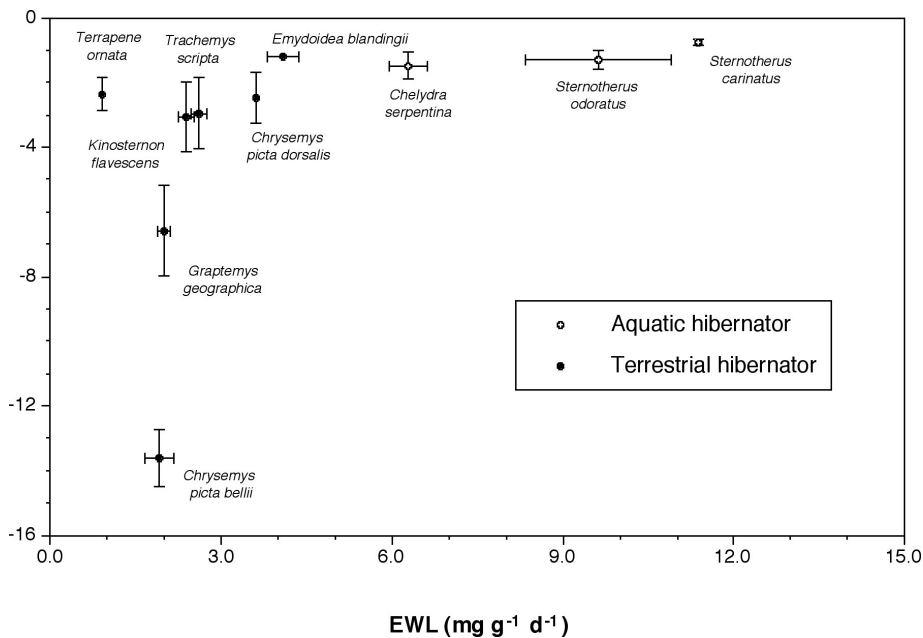 0
-4
-8
-12
-16
0.0
3.0
6.0
9.0
12.0
15.0
Terrapene
ornata
Trachemys
scripta
Emydoidea blandingii
Kinosternon
flavescens
Chrysemys
picta dorsalis
Chelydra
serpentina
Sternotherus
odoratus
Sternotherus
carinatus
Graptemys
geographica
Chrysemys
picta bellii
Aquatic hibernator
Terrestrial hibernator
EWL (mg g⁻¹ d⁻¹)